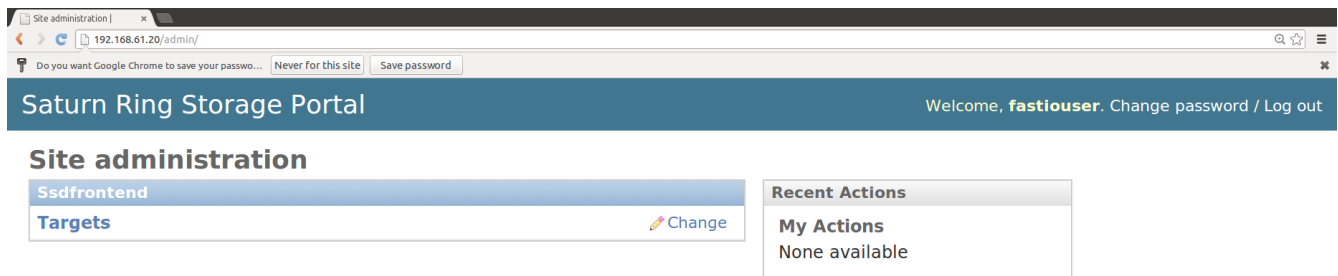 Site administration |
192.168.61.20/admin/
Do you want Google Chrome to save your passwo... Never for this site Save password
Saturn Ring Storage Portal Welcome, fastiouser. Change password / Log out
Site administration
Ssdfrontend
Targets Change
Recent Actions
My Actions
None available